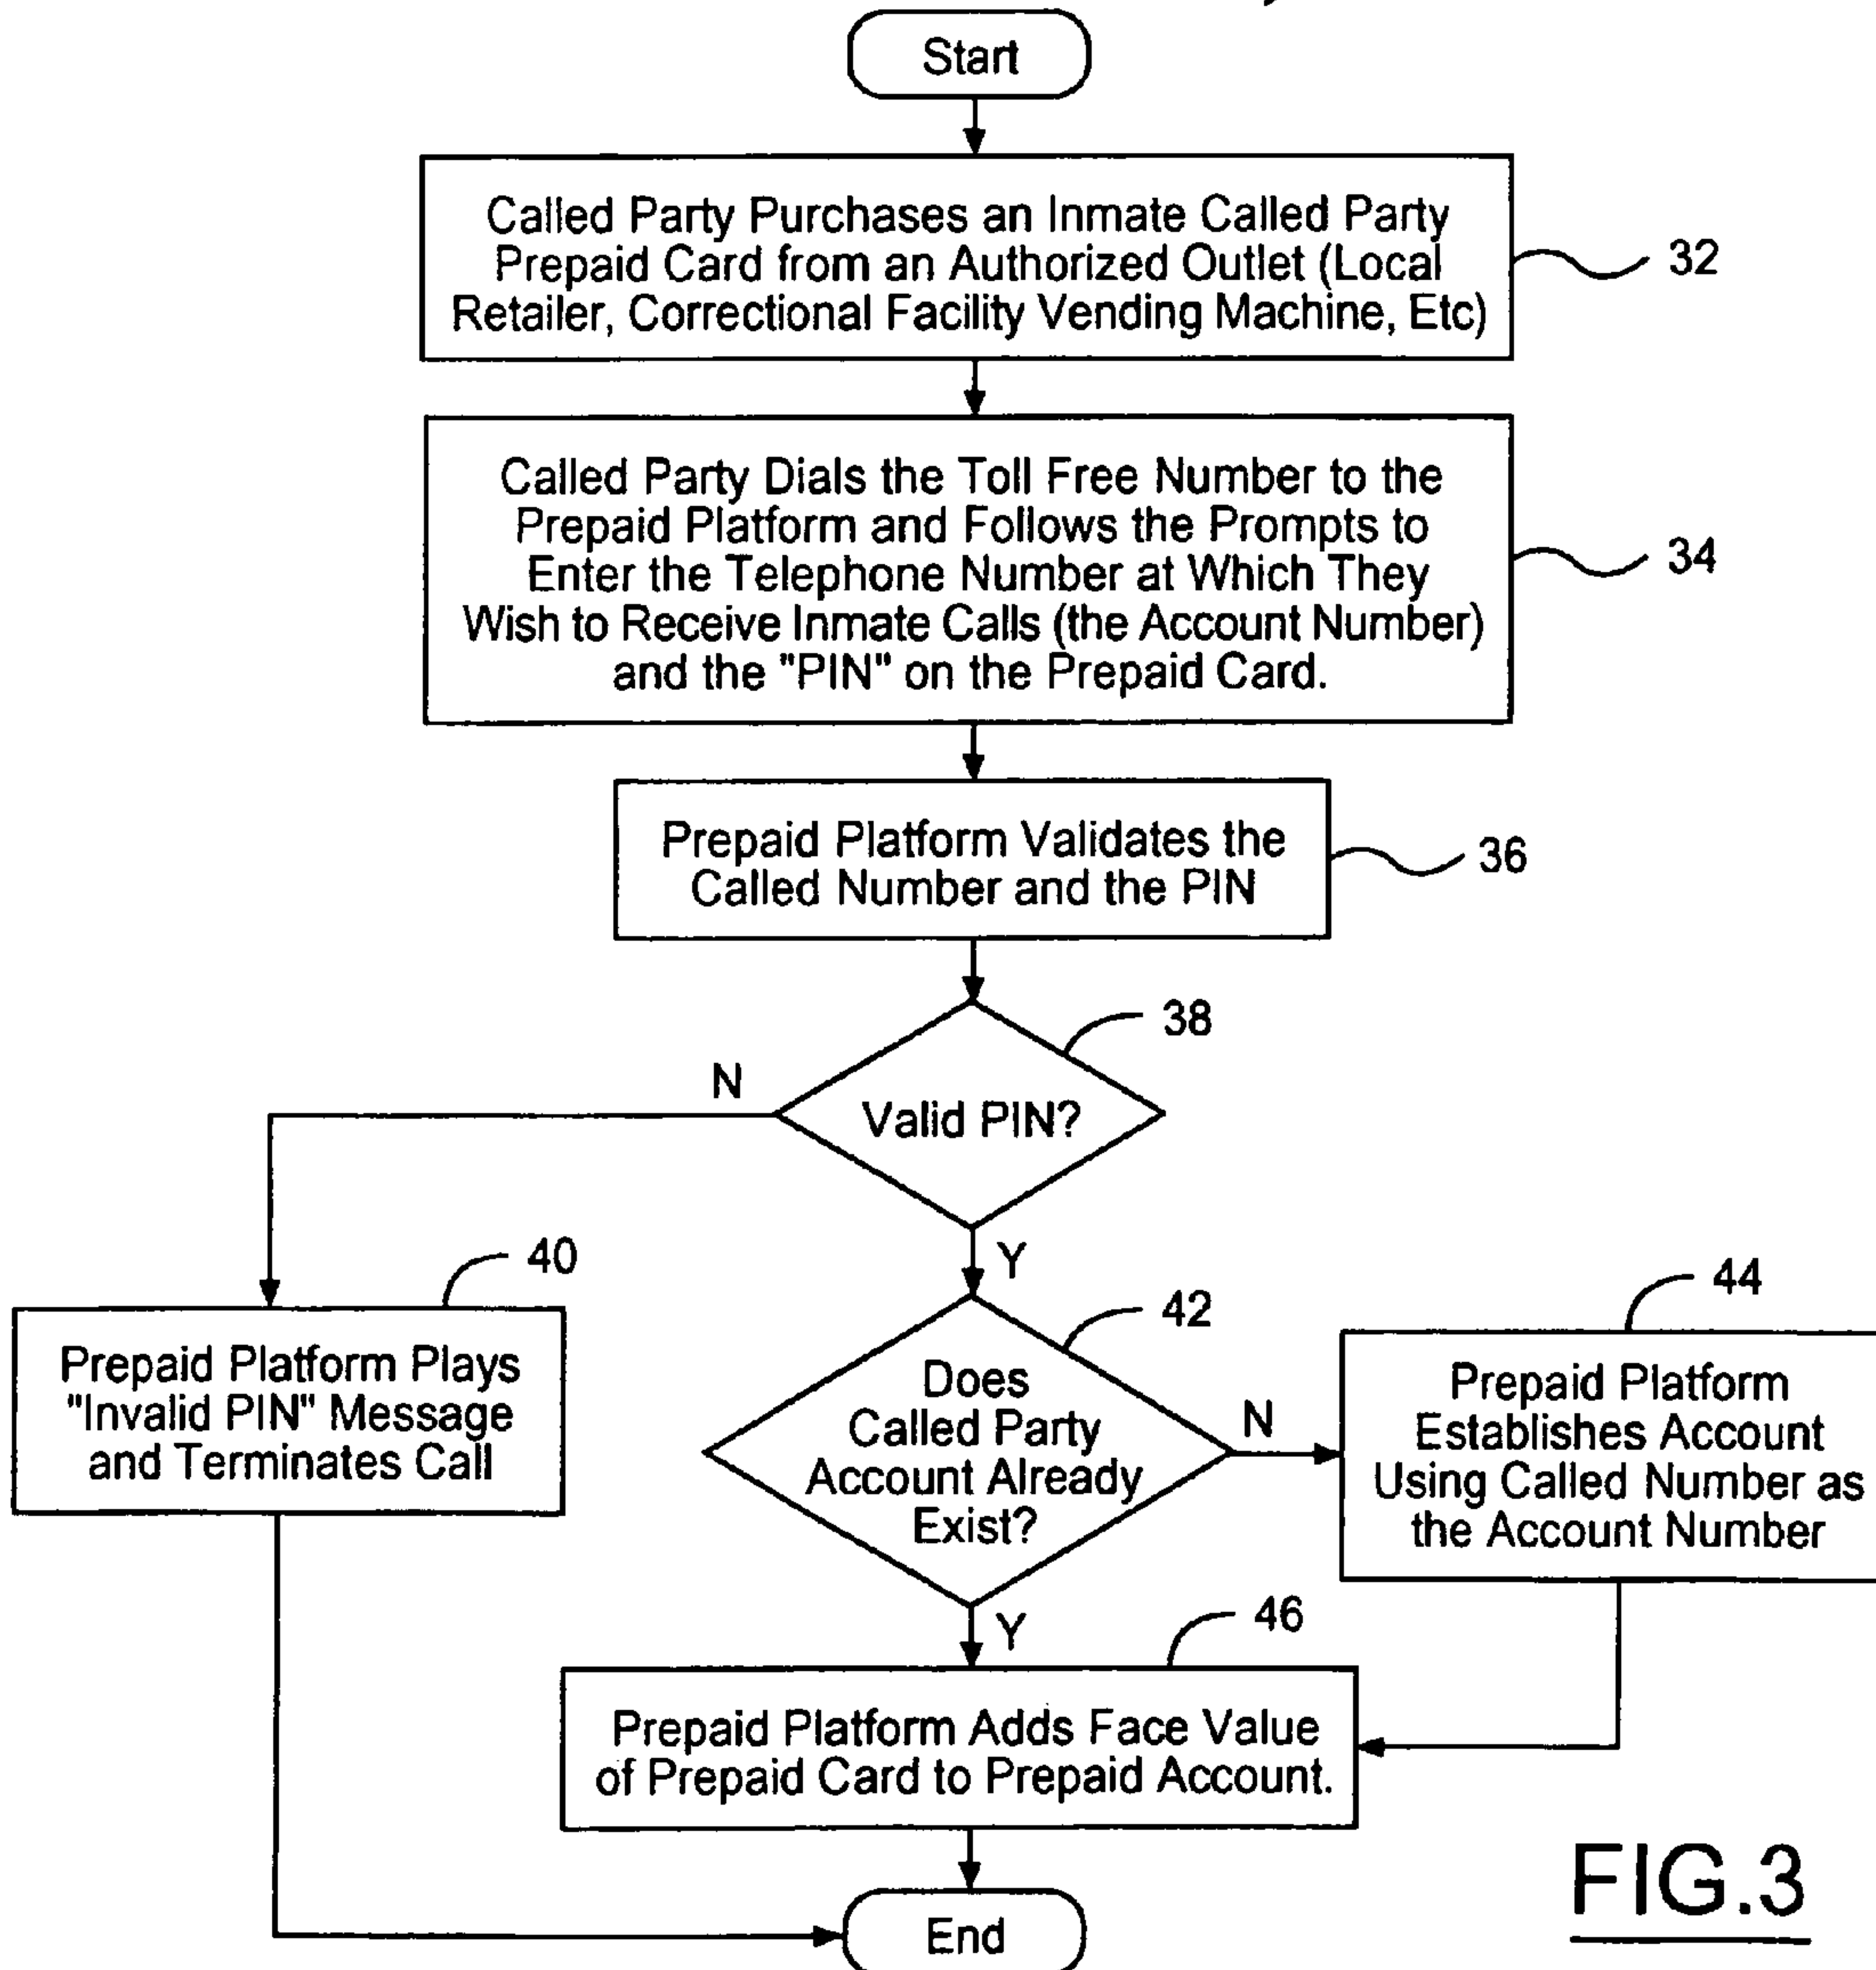 Start
Called Party Purchases an Inmate Called Party
Prepaid Card from an Authorized Outlet (Local
Retailer, Correctional Facility Vending Machine, Etc)
32
Called Party Dials the Toll Free Number to the
Prepaid Platform and Follows the Prompts to
Enter the Telephone Number at Which They
Wish to Receive Inmate Calls (the Account Number)
and the "PIN" on the Prepaid Card.
34
Prepaid Platform Validates the
Called Number and the PIN
36
38
N
Valid PIN?
Y
40
Prepaid Platform Plays
"Invalid PIN" Message
and Terminates Call
42
Does
Called Party
Account Already
Exist?
N
44
Prepaid Platform
Establishes Account
Using Called Number as
the Account Number
Y
46
Prepaid Platform Adds Face Value
of Prepaid Card to Prepaid Account.
End
FIG.3